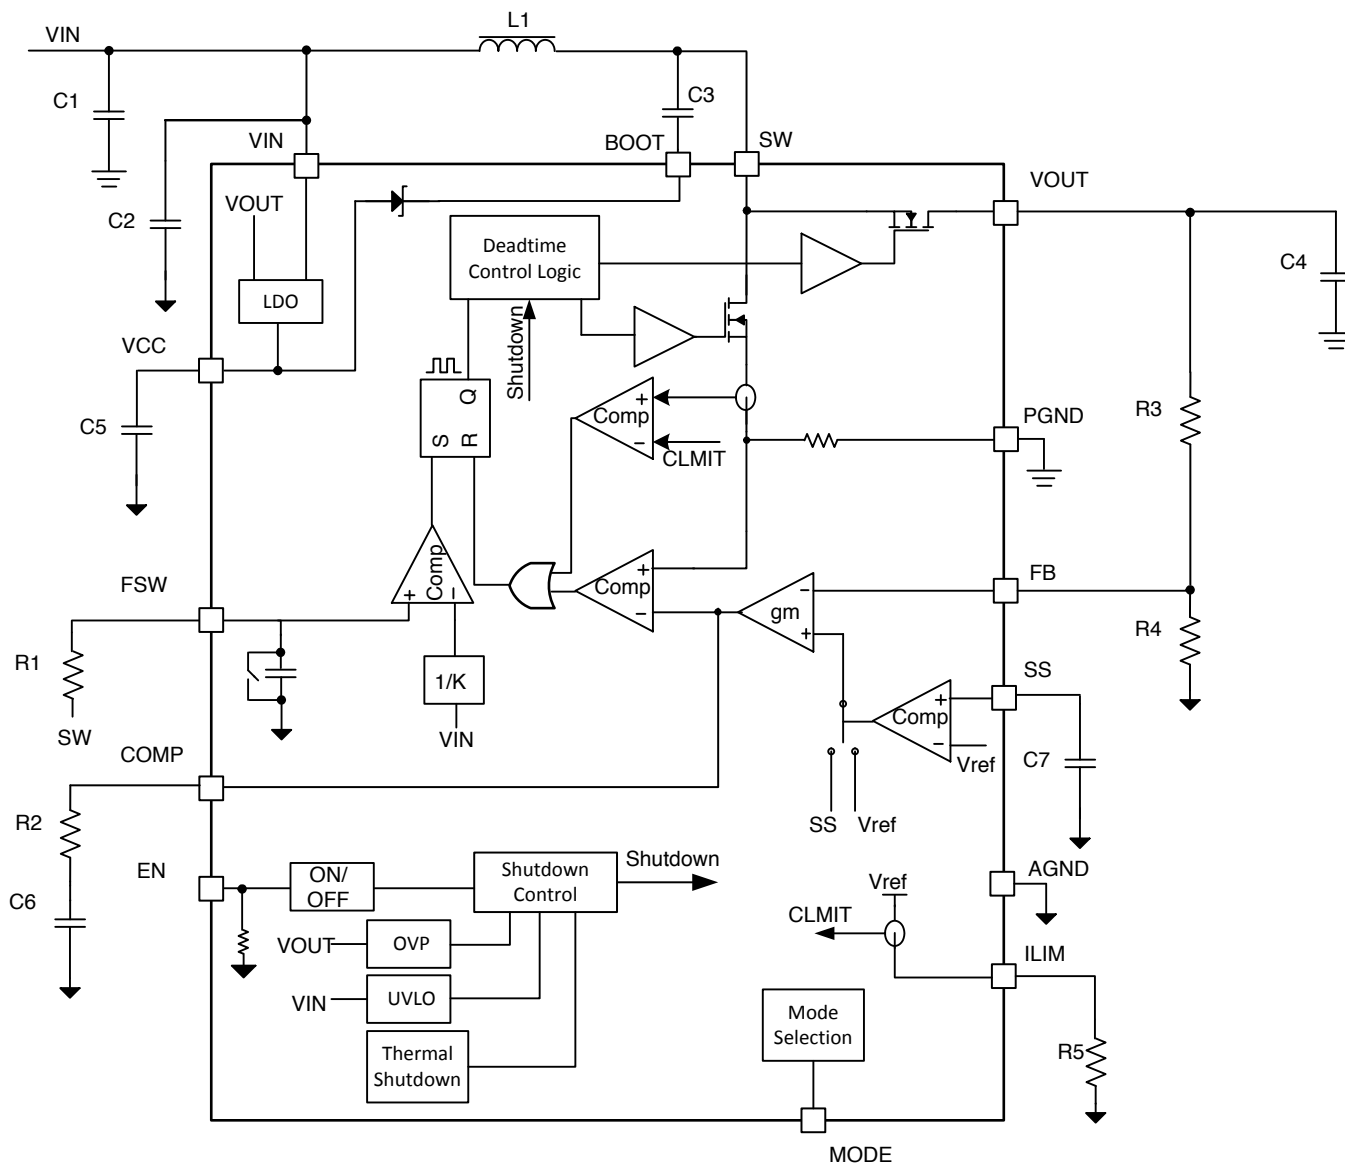 VIN
L1
C1
C3
VIN
BOOT
SW
VOUT
VOUT
C2
Deadtime
Control Logic
C4
LDO
Shutdown
VCC
Q
S
R
+
Comp
−
CLMIT
C5
PGND
R3
FSW
Comp
+
−
+
Comp
−
−
gm
+
FB
R4
R1
1/K
SS
+
Comp
−
Vref
SW
VIN
C7
COMP
SS
Vref
R2
EN
ON/
OFF
Shutdown
Control
Shutdown
AGND
Vref
C6
CLMIT
VOUT
OVP
ILIM
VIN
UVLO
Mode
Selection
Thermal
Shutdown
R5
MODE